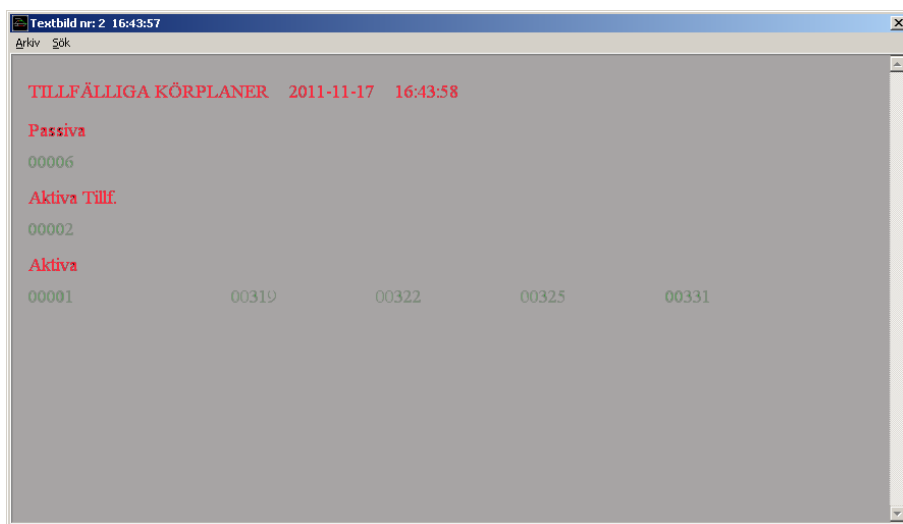 Textbild nr: 2 16:43:57
Arkiv Sök
TILLFÄLLIGA KÖRPLANER 2011-11-17 16:43:58
Passiva
00006
Aktiva Tillf.
00002
Aktiva
00001 00319 00322 00325 00331